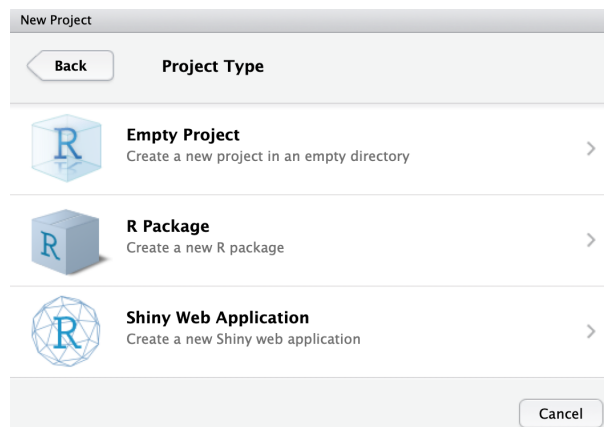 New Project
Back
Project Type
R
Empty Project
Create a new project in an empty directory
R
R Package
Create a new R package
R
Shiny Web Application
Create a new Shiny web application
Cancel